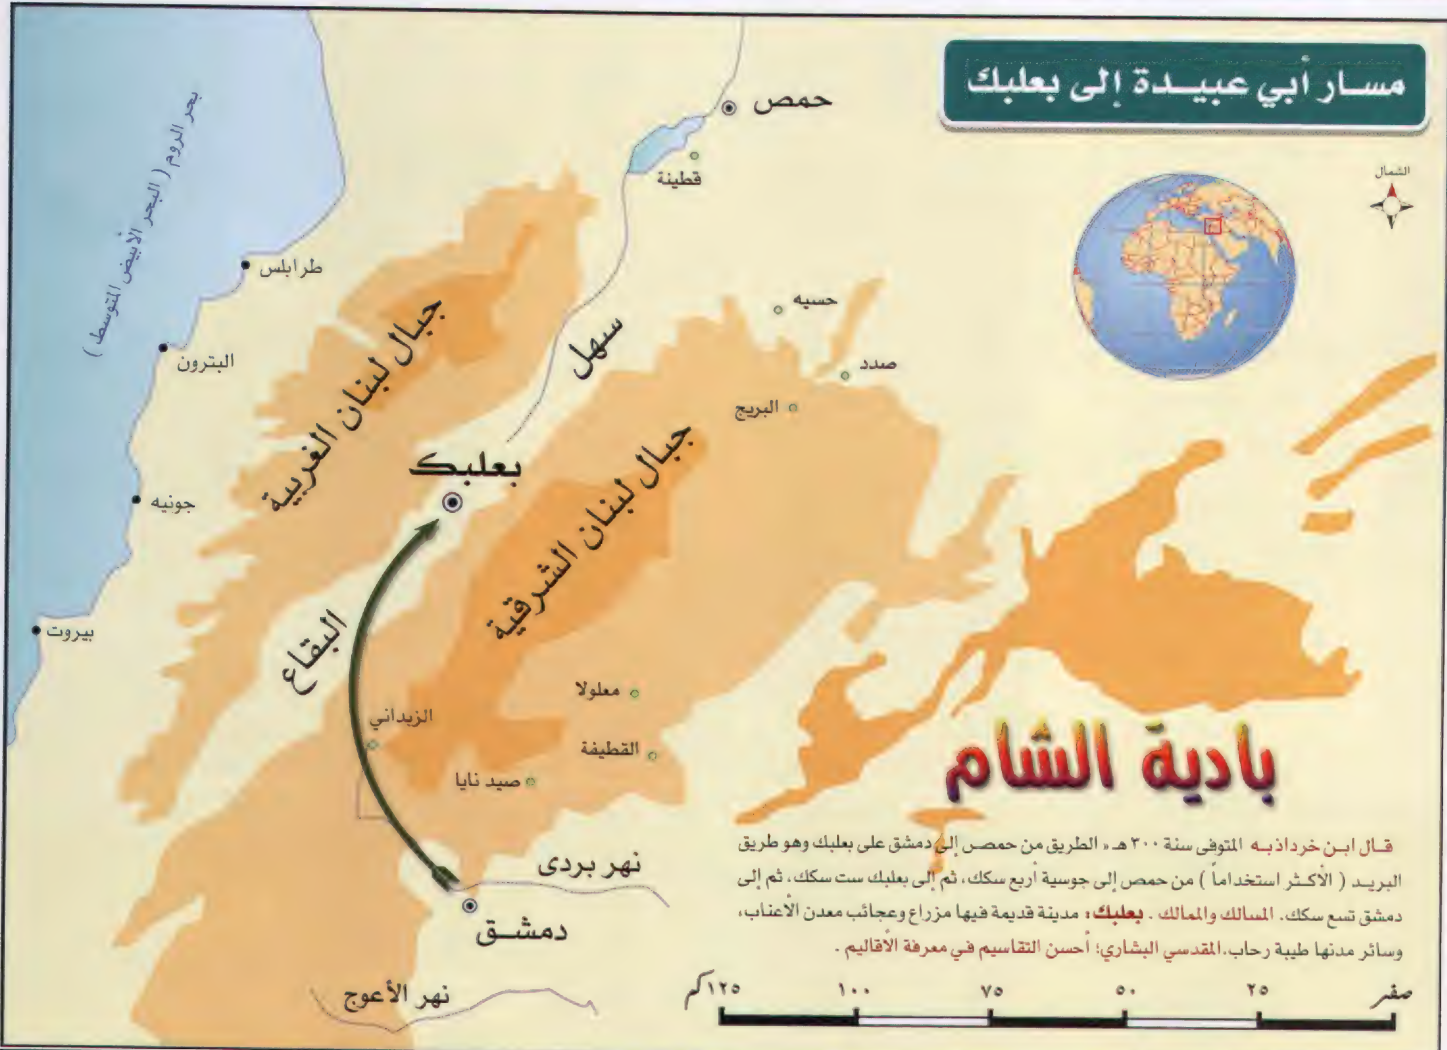 مسار أبي عبيدة إلى بعلبك
الشمال
بحر الروم ( البحر الأبيض المتوسط )
حمص
قطينة
طرابلس
البترون
جونيه
بيروت
جبال لبنان الغربية
سهل
البقاع
حسيه
صدد
البريج
بعلبك
جبال لبنان الشرقية
معلولا
القطيفة
الزبداني
صيد نايا
نهر بردى
دمشق
نهر الأعوج
بادية الشام
قال ابن خرداذبه المتوفى سنة ٣٠٠ هـ « الطريق من حمص إلى دمشق على بعلبك وهو طريق
البريد ( الأكثر استخداماً ) من حمص إلى جوسية أربع سكك، ثم إلى بعلبك ست سكك، ثم إلى
دمشق تسع سكك. المسالك والممالك . بعلبك: مدينة قديمة فيها مزراع وعجائب معدن الأعناب،
وسائر مدنها طيبة رحاب.المقدسي البشاري؛ أحسن التقاسيم في معرفة الأقاليم .
صفر ٢٥ ٥٠ ٧٥ ١٠٠ ١٢٥كم